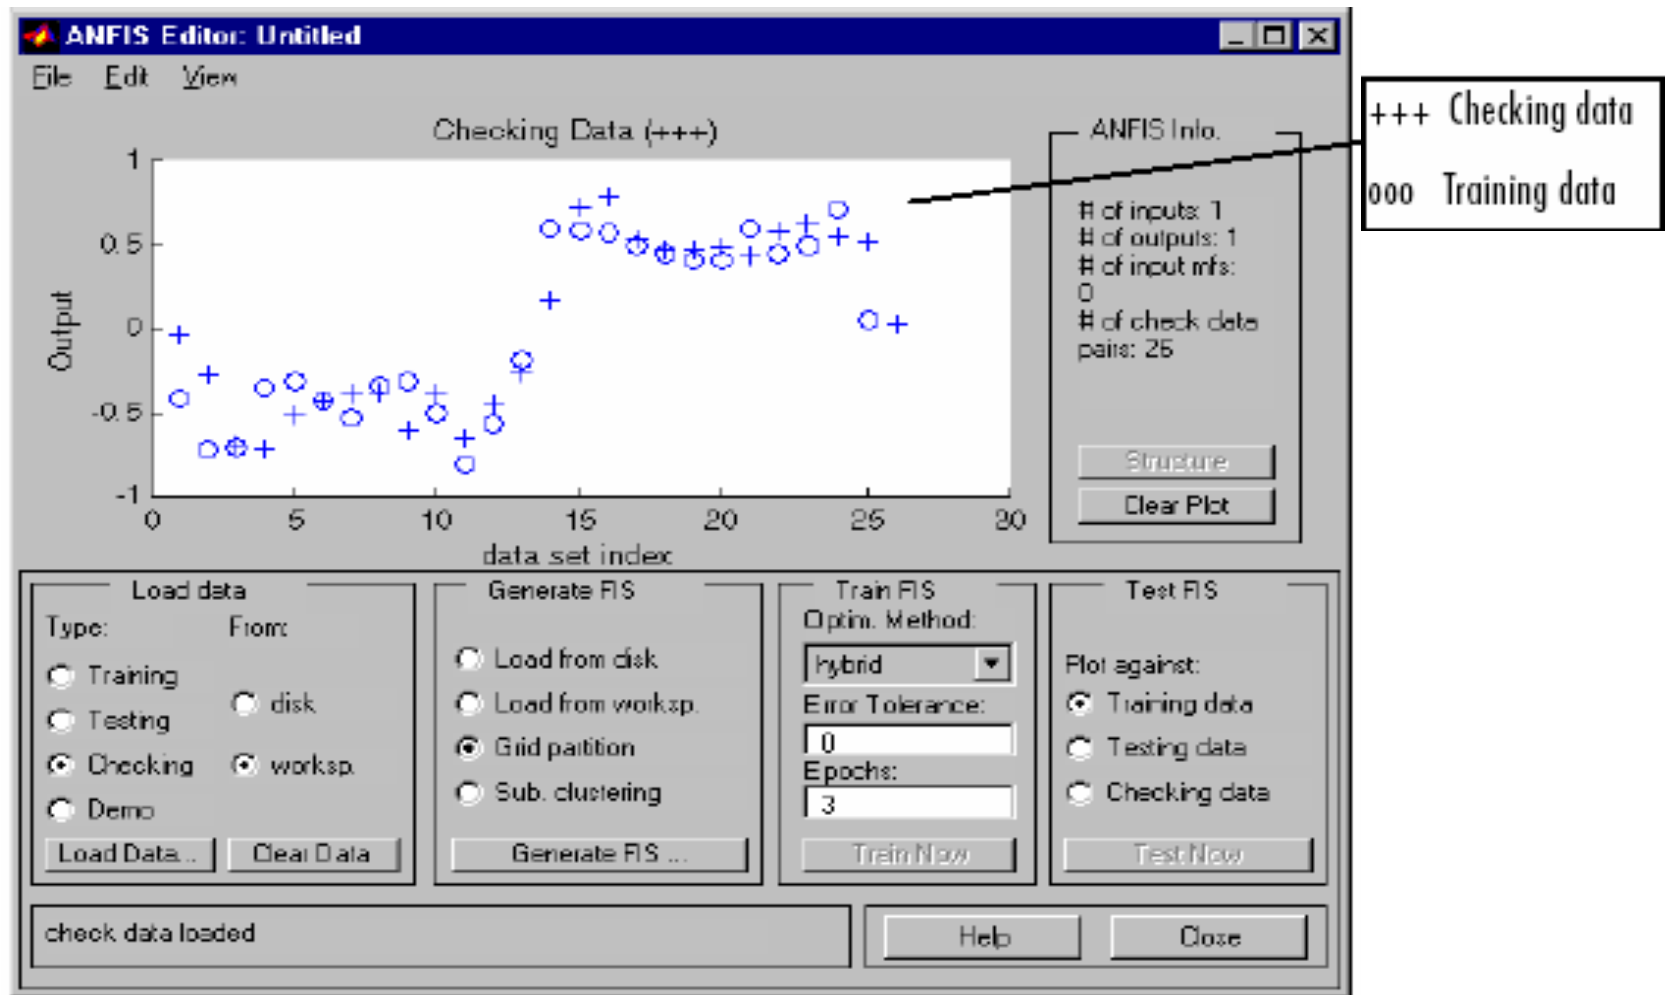 ANFIS Editor: Untitled
File Edit View
Checking Data (+++)
1
0.5
0
-0.5
-1
Output
0 5 10 15 20 25 30
data set index
ANFIS Info.
# of inputs: 1
# of outputs: 1
# of input mfs:
0
# of check data
pairs: 26
Structure
Clear Plot
+++ Checking data
ooo Training data
Load data
Type:
From:
Training
Testing
Checking
Demo
disk
worksp.
Load Data...
Clear Data
Generate FIS
Load from disk
Load from worksp.
Grid partition
Sub. clustering
Generate FIS ...
Train FIS
Optim. Method:
hybrid
Error Tolerance:
0
Epochs:
3
Train Now
Test FIS
Plot against:
Training data
Testing data
Checking data
Test Now
check data loaded
Help
Close